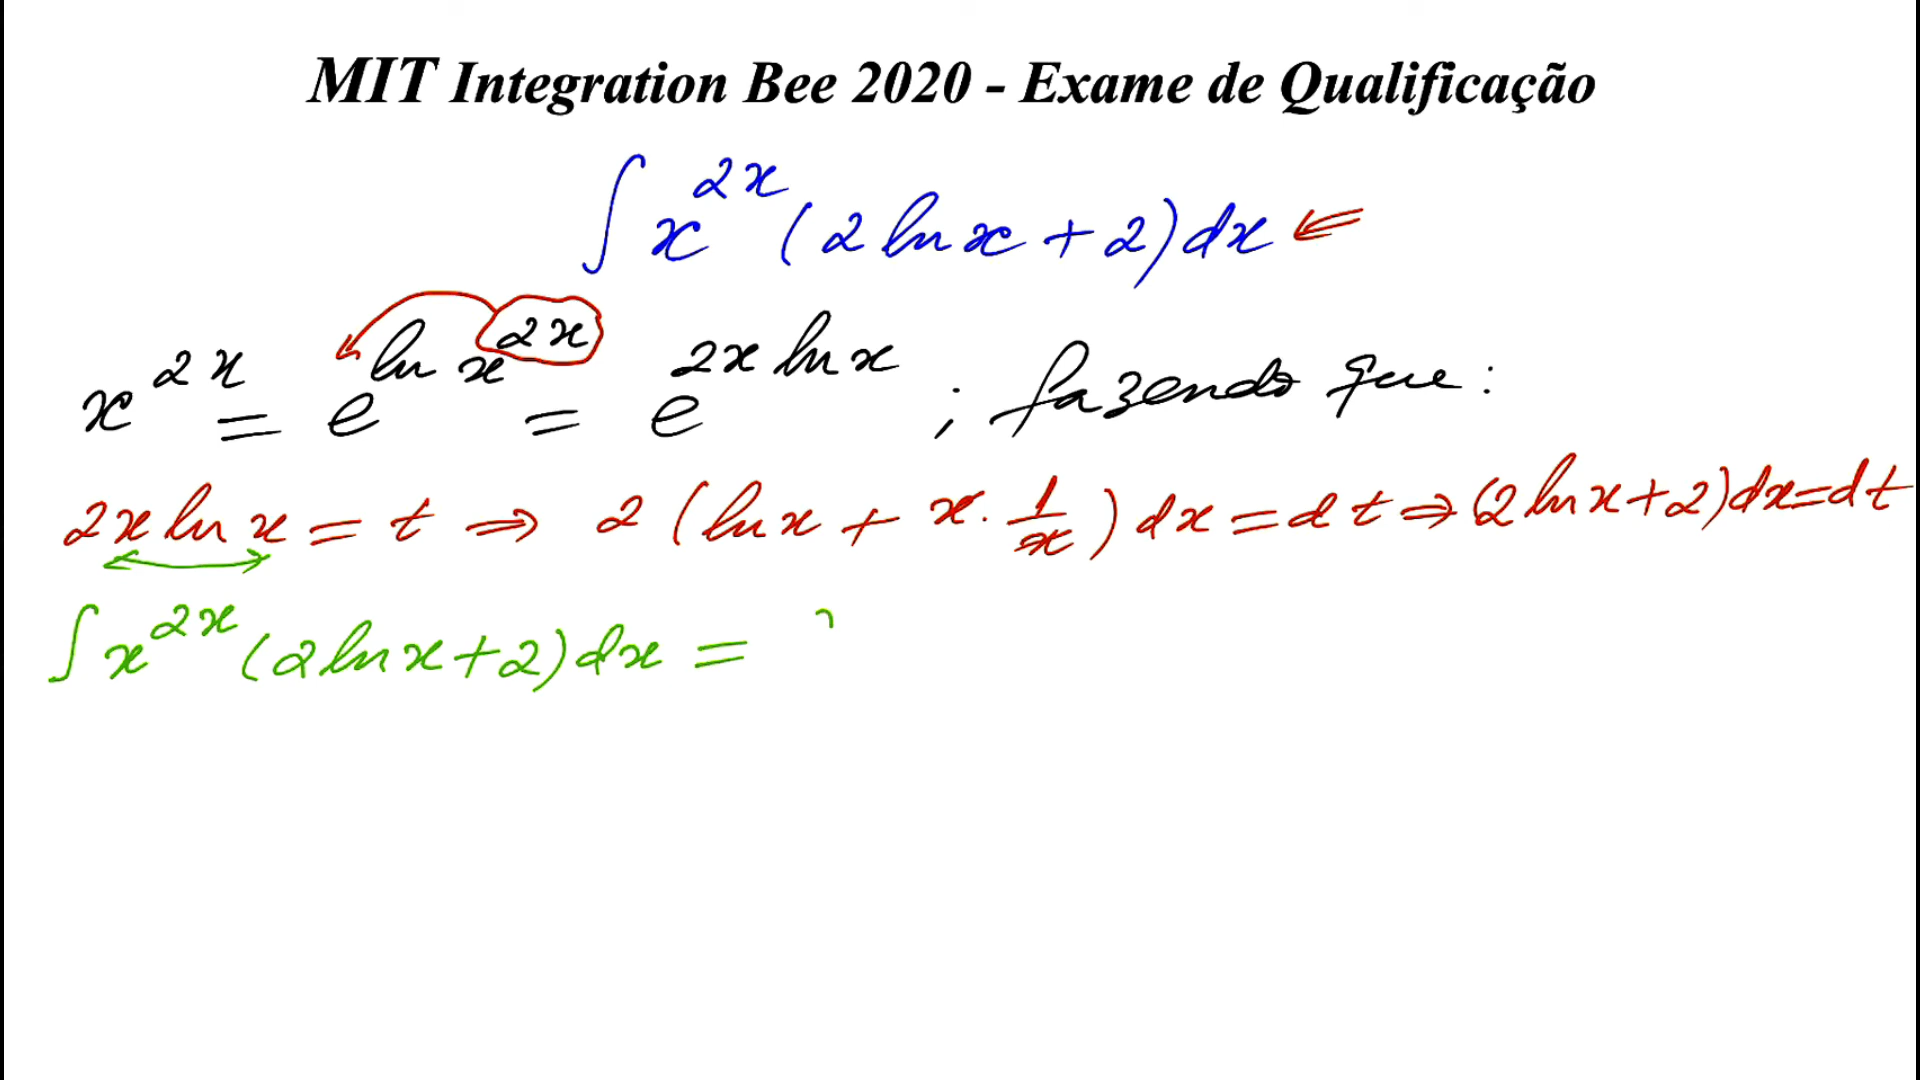 MIT Integration Bee 2020 - Exame de Qualificação
∫ x^{2x} (2 ln x + 2) dx ⇐
x^{2x} = e^{ln x^{2x}} = e^{2x ln x} ; fazendo que :
2x ln x = t ⇒ 2 (ln x + x · 1/x) dx = dt ⇒ (2 ln x + 2) dx = dt
∫ x^{2x} (2 ln x + 2) dx =